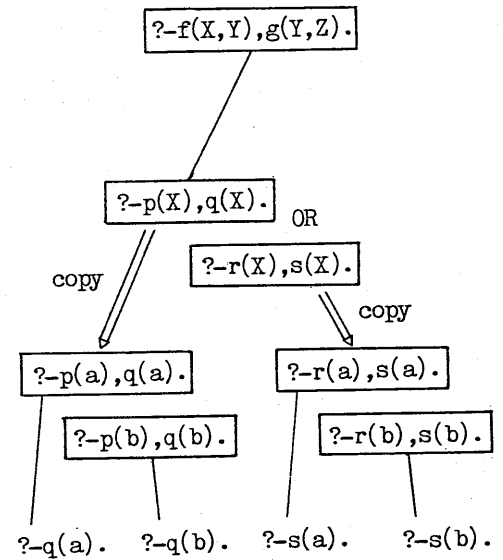 ?-f(X,Y),g(Y,Z).
?-p(X),q(X).
OR
?-r(X),s(X).
copy
copy
?-p(a),q(a).
?-r(a),s(a).
?-p(b),q(b).
?-r(b),s(b).
?-q(a). ?-q(b). ?-s(a). ?-s(b).